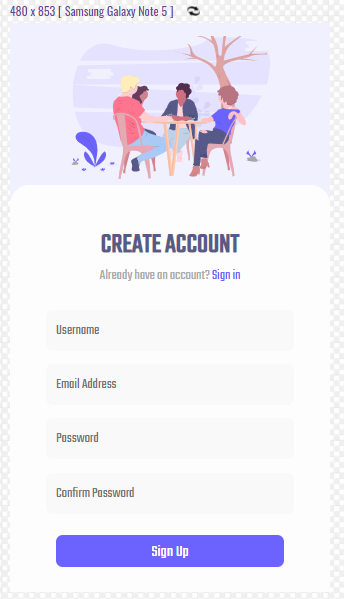 480 x 853 [ Samsung Galaxy Note 5 ]
CREATE ACCOUNT
Already have an account? Sign in
Username
Email Address
Password
Confirm Password
Sign Up